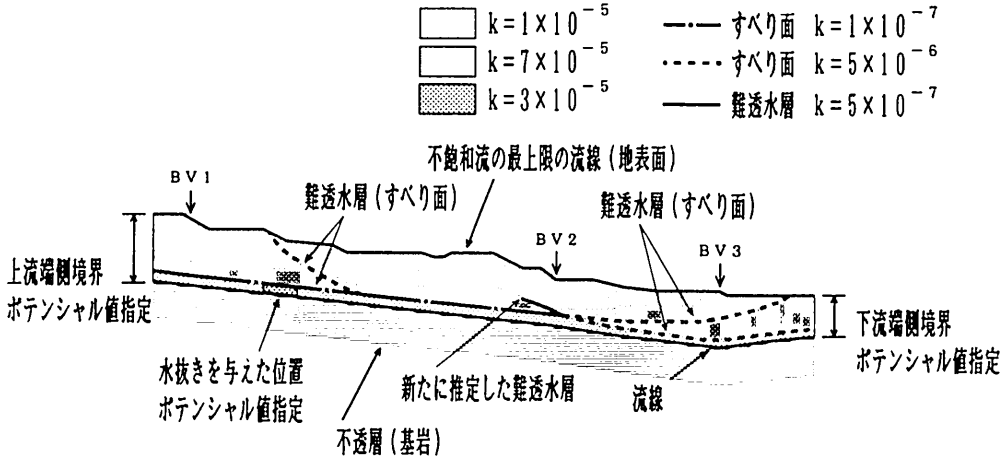 k=1×10⁻⁵
k=7×10⁻⁵
k=3×10⁻⁵
すべり面 k=1×10⁻⁷
すべり面 k=5×10⁻⁶
難透水層 k=5×10⁻⁷
不飽和流の最上限の流線(地表面)
BV1
難透水層(すべり面)
難透水層(すべり面)
BV2
BV3
上流端側境界
ポテンシャル値指定
下流端側境界
ポテンシャル値指定
水抜きを与えた位置
ポテンシャル値指定
新たに推定した難透水層
流線
不透層(基岩)